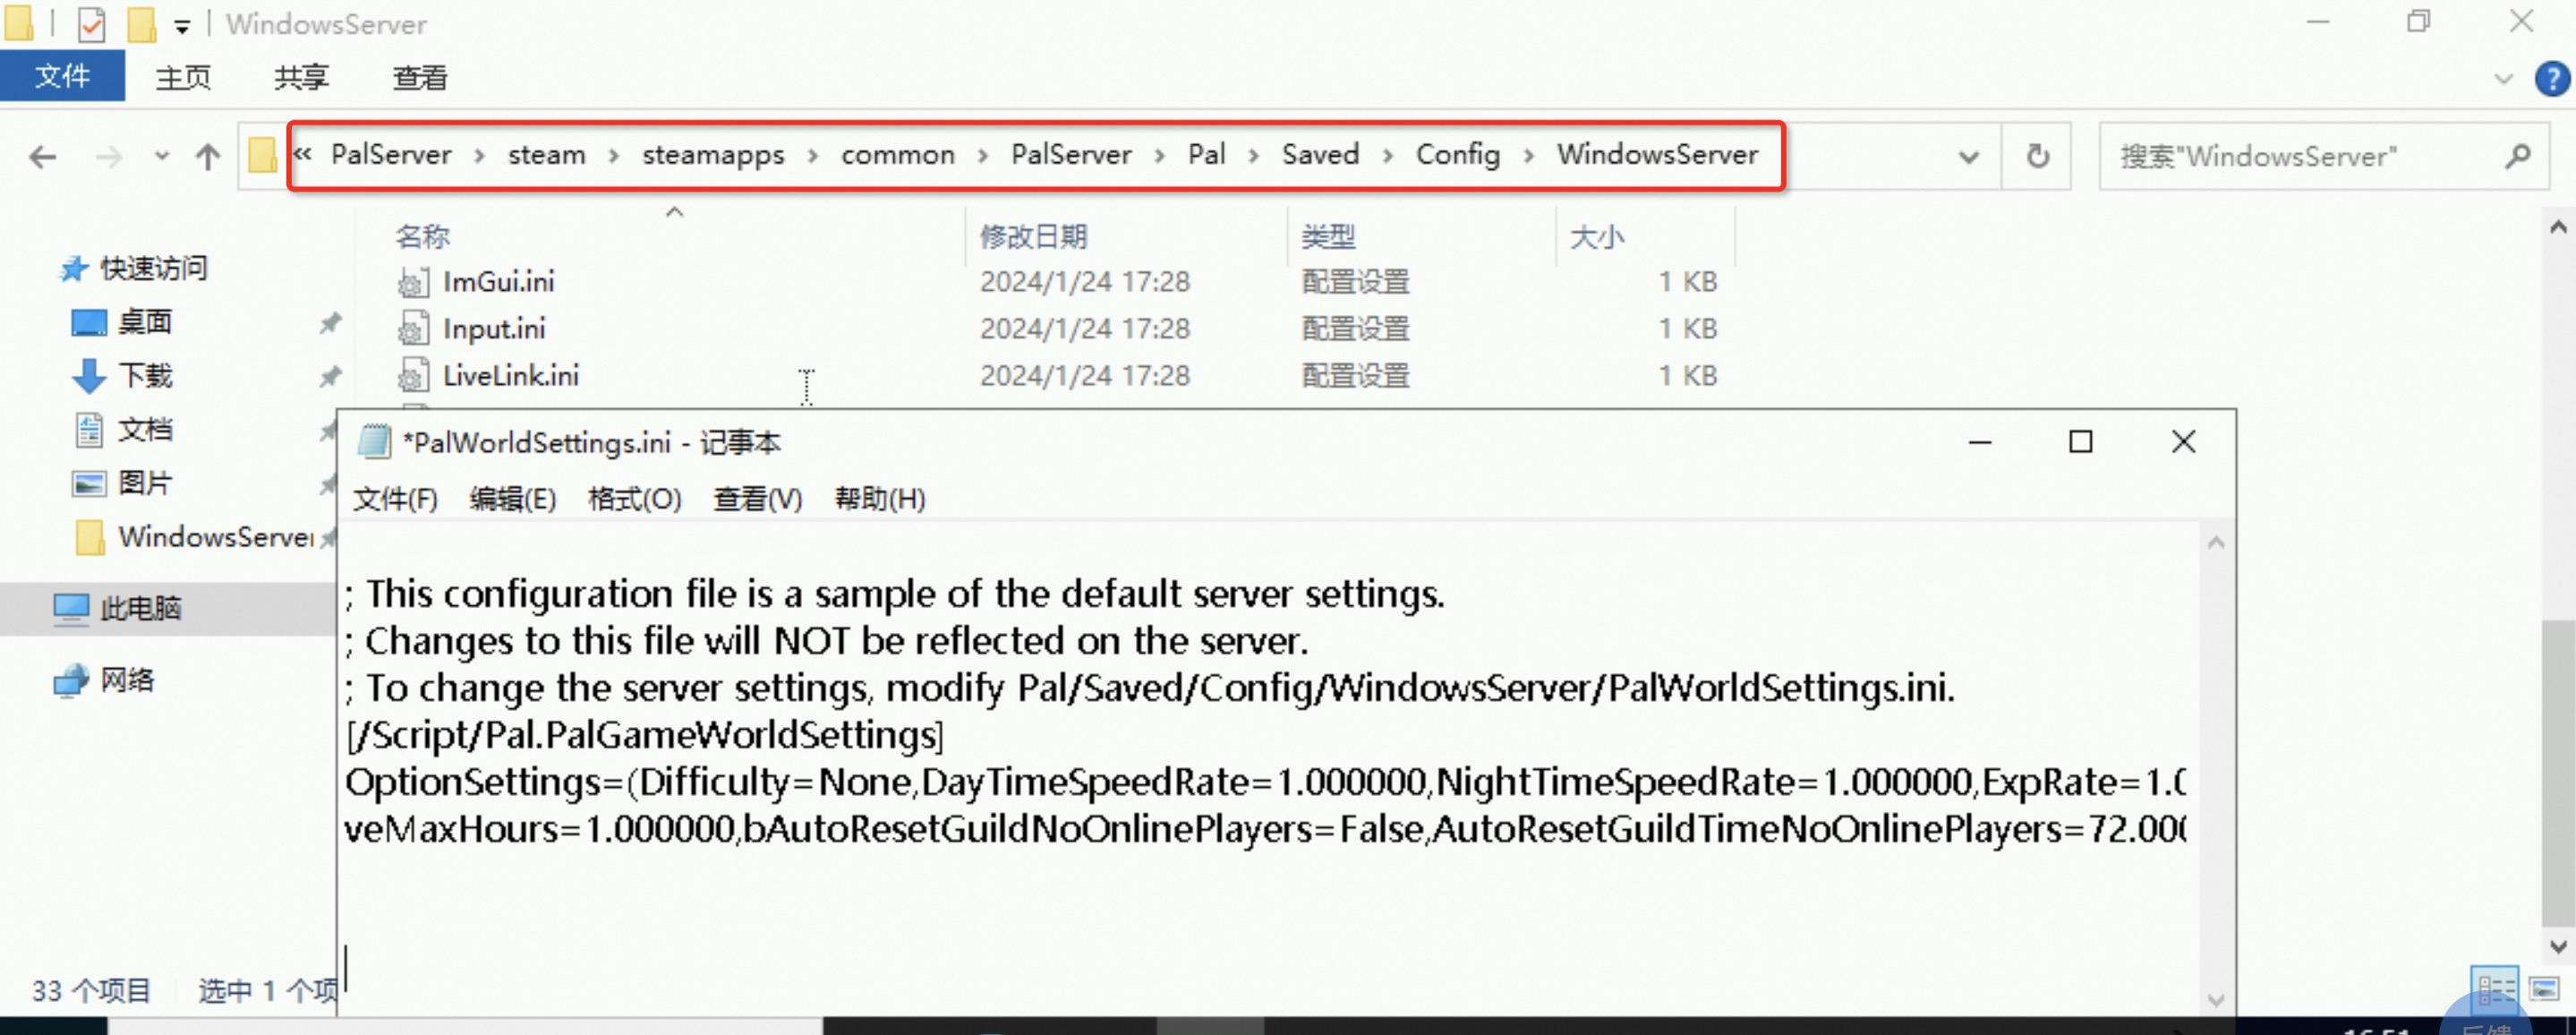 WindowsServer
文件 主页 共享 查看
« PalServer › steam › steamapps › common › PalServer › Pal › Saved › Config › WindowsServer
搜索"WindowsServer"
名称 修改日期 类型 大小
快速访问
桌面
下载
文档
图片
WindowsServer
此电脑
网络
ImGui.ini 2024/1/24 17:28 配置设置 1 KB
Input.ini 2024/1/24 17:28 配置设置 1 KB
LiveLink.ini 2024/1/24 17:28 配置设置 1 KB
*PalWorldSettings.ini - 记事本
文件(F) 编辑(E) 格式(O) 查看(V) 帮助(H)
; This configuration file is a sample of the default server settings.
; Changes to this file will NOT be reflected on the server.
; To change the server settings, modify Pal/Saved/Config/WindowsServer/PalWorldSettings.ini.
[/Script/Pal.PalGameWorldSettings]
OptionSettings=(Difficulty=None,DayTimeSpeedRate=1.000000,NightTimeSpeedRate=1.000000,ExpRate=1.0
veMaxHours=1.000000,bAutoResetGuildNoOnlinePlayers=False,AutoResetGuildTimeNoOnlinePlayers=72.000
33 个项目 选中 1 个项